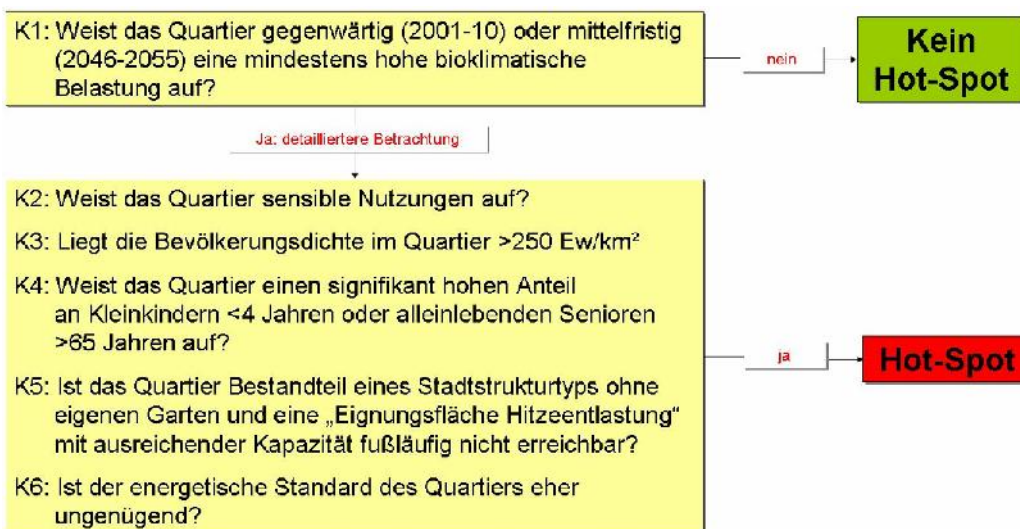 K1: Weist das Quartier gegenwärtig (2001-10) oder mittelfristig
(2046-2055) eine mindestens hohe bioklimatische
Belastung auf?
nein
Kein
Hot-Spot
Ja: detailliertere Betrachtung
K2: Weist das Quartier sensible Nutzungen auf?
K3: Liegt die Bevölkerungsdichte im Quartier >250 Ew/km²
K4: Weist das Quartier einen signifikant hohen Anteil
an Kleinkindern <4 Jahren oder alleinlebenden Senioren
>65 Jahren auf?
K5: Ist das Quartier Bestandteil eines Stadtstrukturtyps ohne
eigenen Garten und eine „Eignungsfläche Hitzeentlastung“
mit ausreichender Kapazität fußläufig nicht erreichbar?
K6: Ist der energetische Standard des Quartiers eher
ungenügend?
ja
Hot-Spot